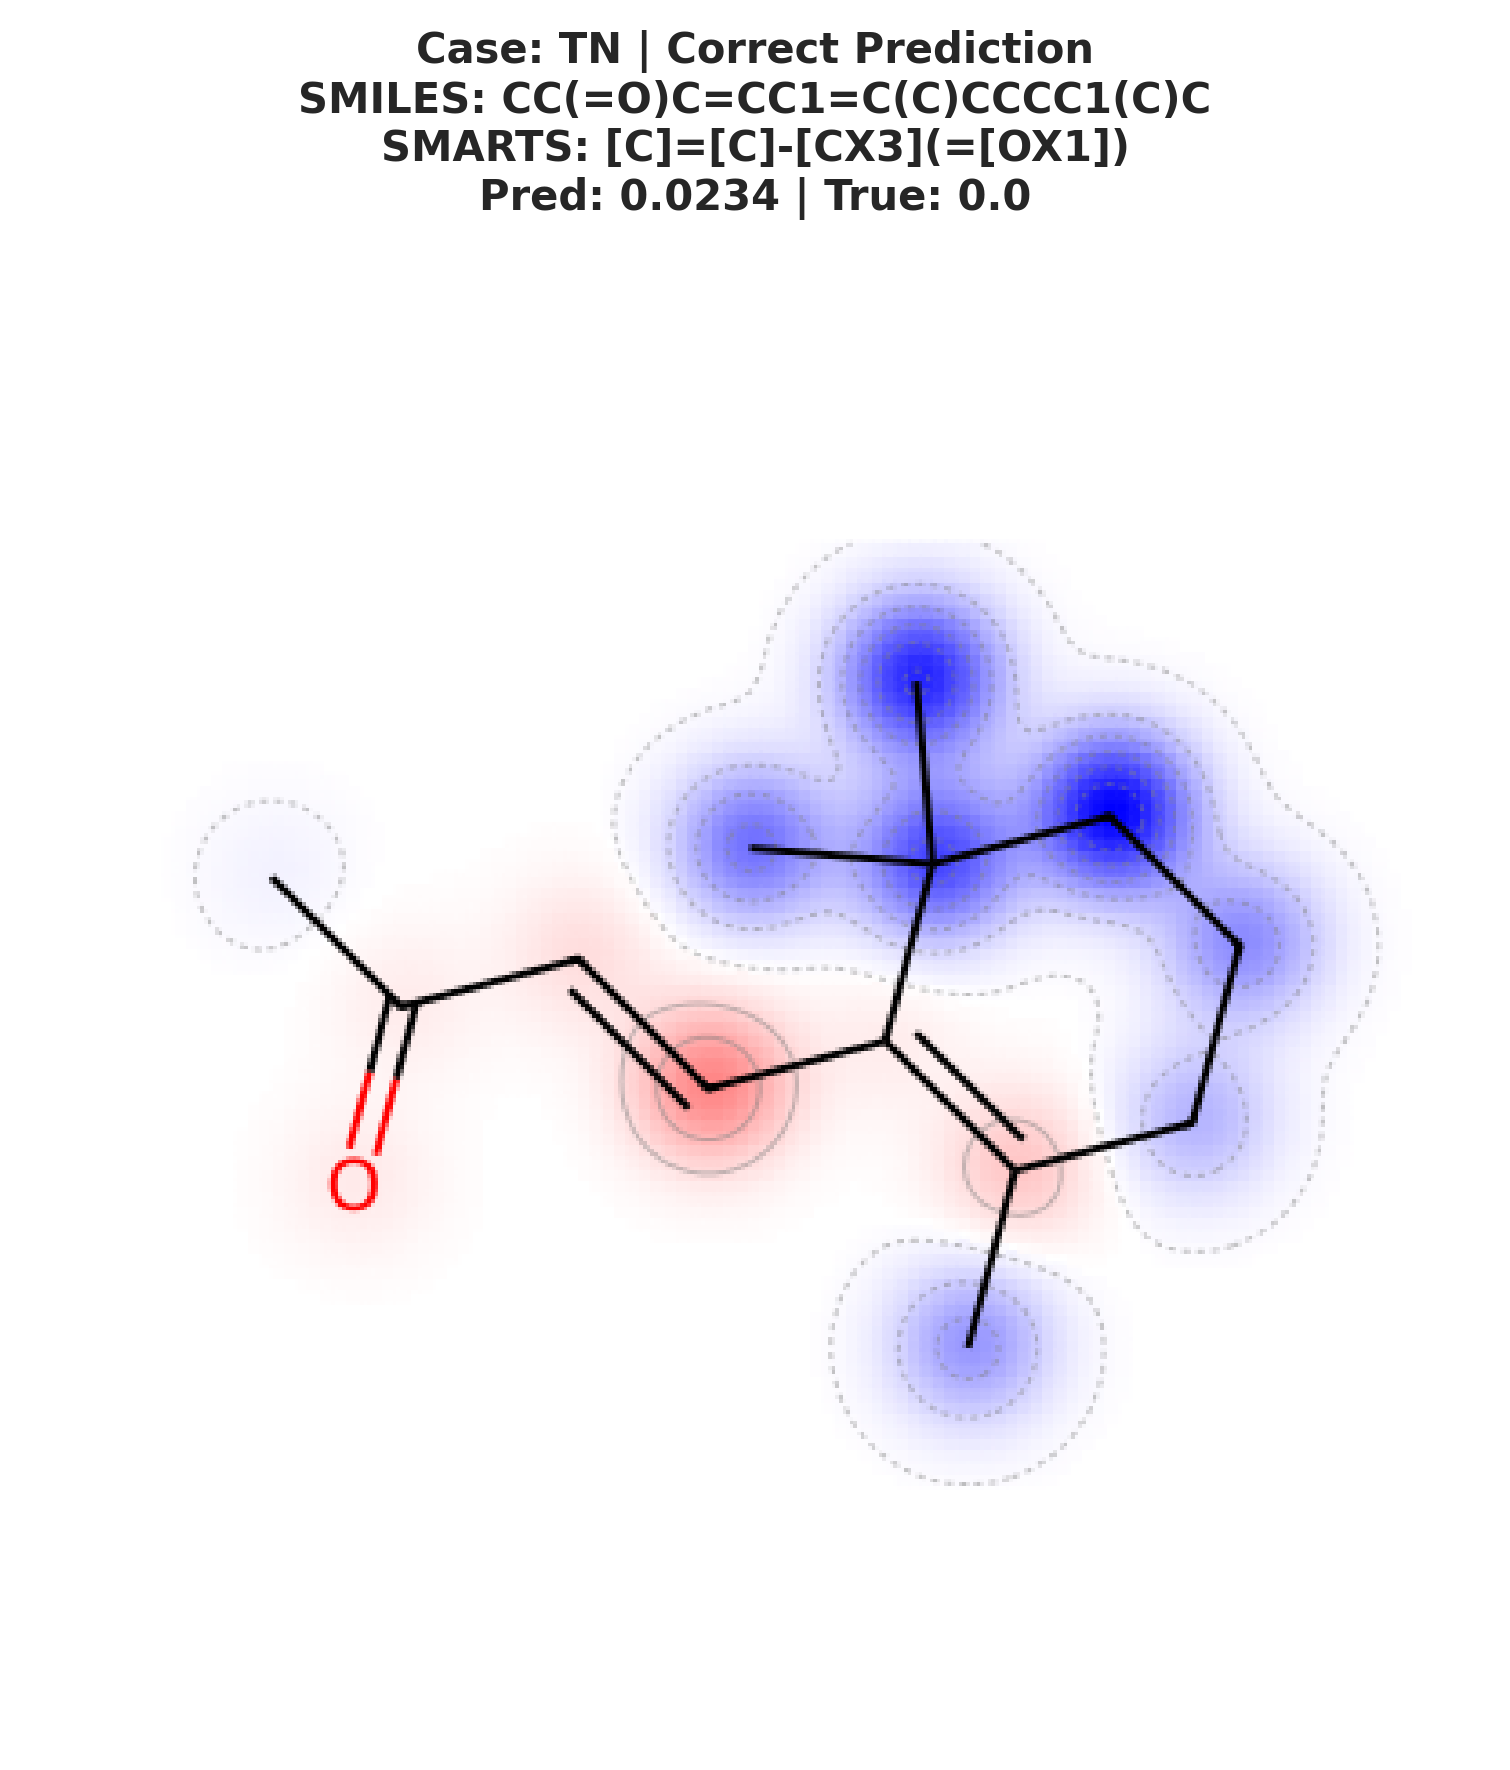 Case: TN | Correct Prediction
SMILES: CC(=O)C=CC1=C(C)CCCC1(C)C
SMARTS: [C]=[C]-[CX3](=[OX1])
Pred: 0.0234 | True: 0.0
O